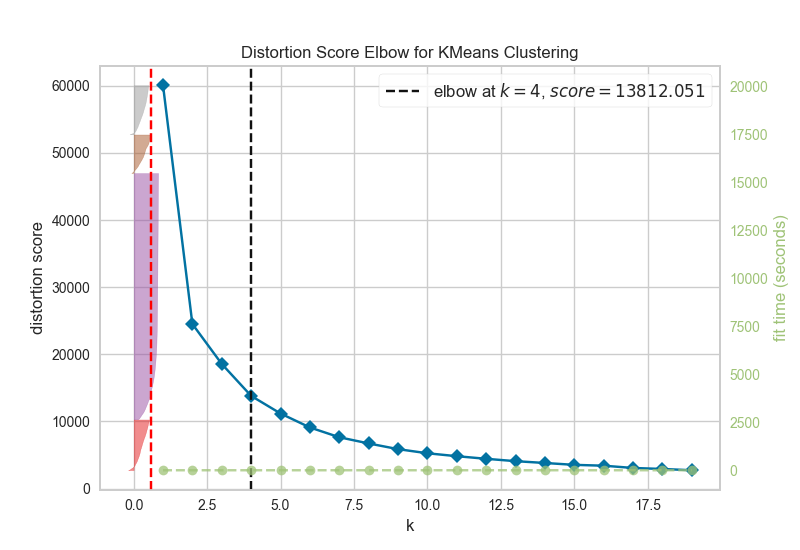 Distortion Score Elbow for KMeans Clustering
elbow at k = 4, score = 13812.051
distortion score
60000
50000
40000
30000
20000
10000
0
20000
17500
15000
12500
10000
7500
5000
2500
0
fit time (seconds)
0.0 2.5 5.0 7.5 10.0 12.5 15.0 17.5
k